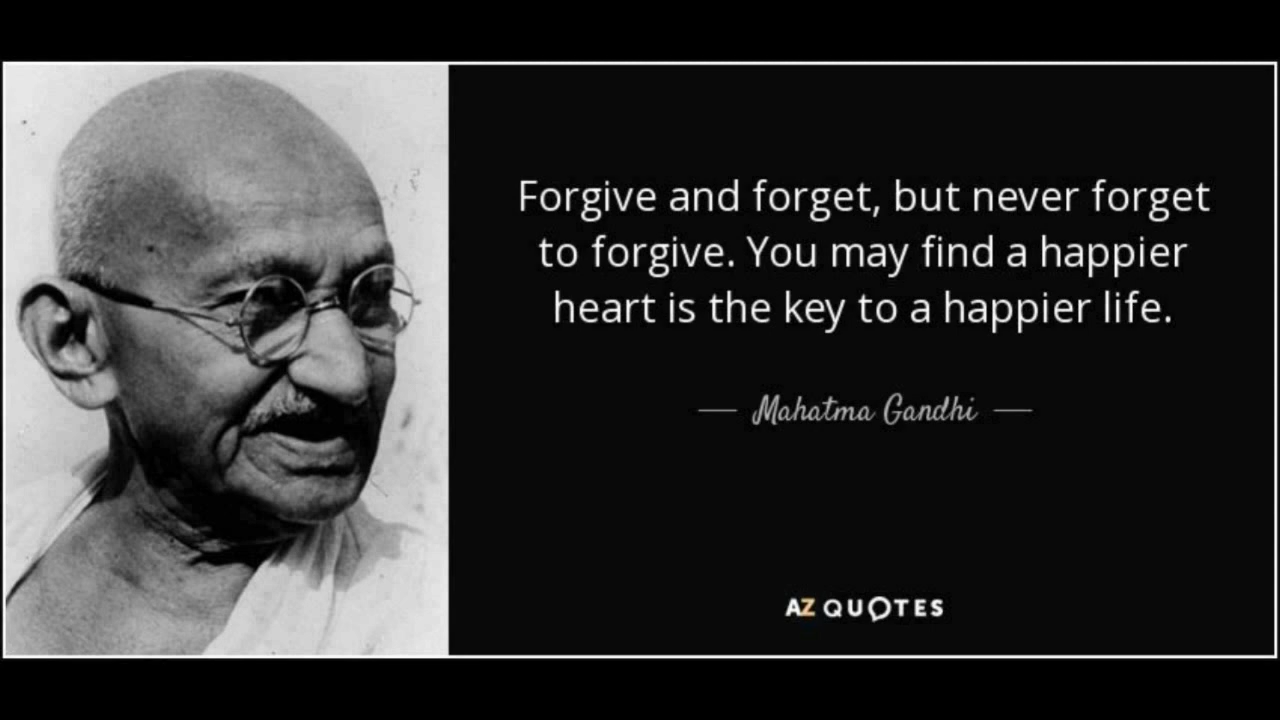 Forgive and forget, but never forget
to forgive. You may find a happier
heart is the key to a happier life.
Mahatma Gandhi
AZ QUOTES